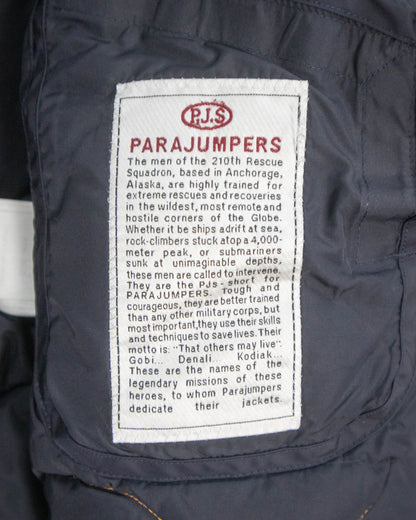 P.J.S
PARAJUMPERS
The men of the 210th Rescue
Squadron, based in Anchorage,
Alaska, are highly trained for
extreme rescues and recoveries
in the wildest, most remote and
hostile corners of the Globe.
Whether it be ships adrift at sea,
rock-climbers stuck atop a 4,000-
meter peak, or submariners
sunk at unimaginable depths,
these men are called to intervene.
They are the PJS - short for
PARAJUMPERS. Tough and
courageous, they are better trained
than any other military corps, but
most important, they use their skills
and techniques to save lives. Their
motto is: "That others may live".
Gobi... Denali Kodiak...
These are the names of the
legendary missions of these
heroes, to whom Parajumpers
dedicate their jackets.